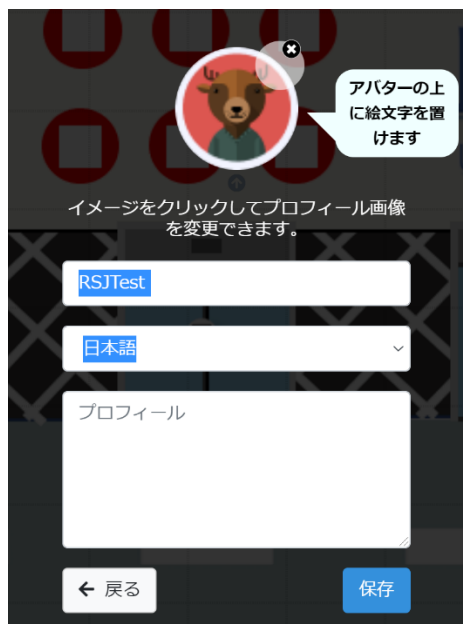 アバターの上
に絵文字を置
けます
イメージをクリックしてプロフィール画像
を変更できます。
RSJTest
日本語
プロフィール
戻る
保存